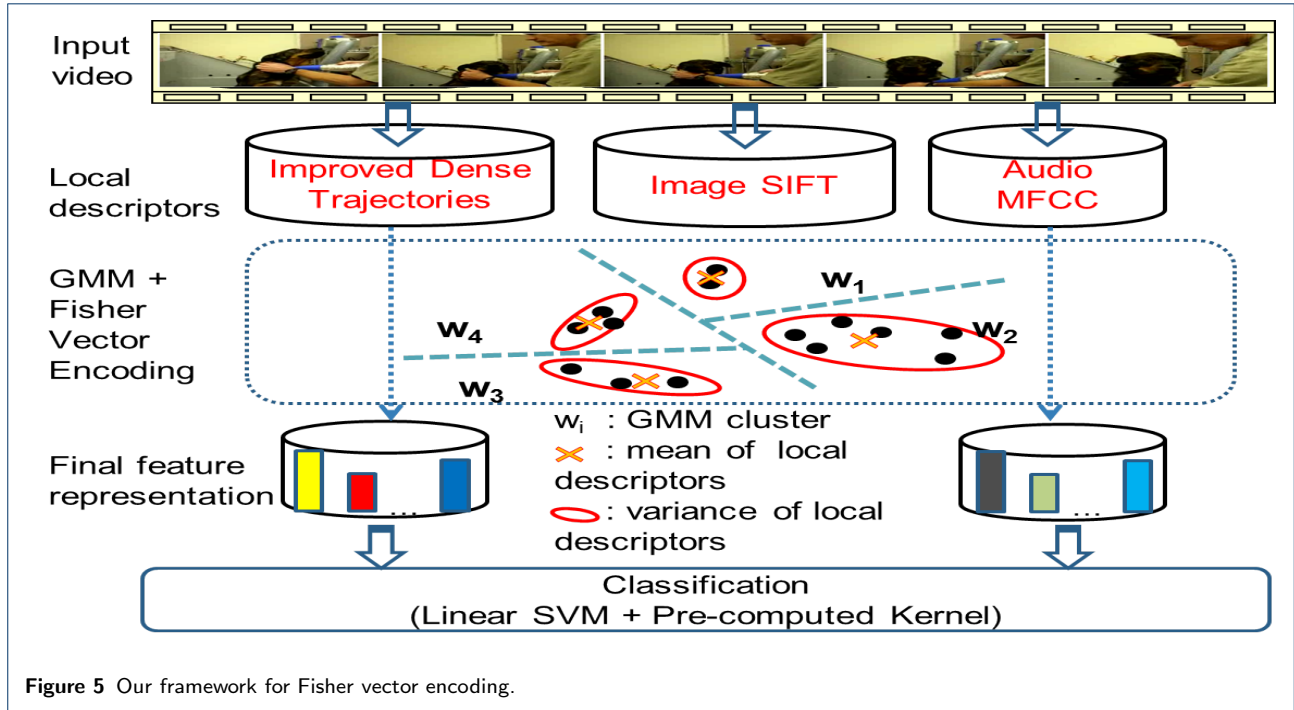 Input
video
Improved Dense
Trajectories
Image SIFT
Audio
MFCC
Local
descriptors
GMM +
Fisher
Vector
Encoding
w₁
w₂
w₄
w₃
wᵢ : GMM cluster
: mean of local
descriptors
: variance of local
descriptors
Final feature
representation
...
...
Classification
(Linear SVM + Pre-computed Kernel)
Figure 5 Our framework for Fisher vector encoding.